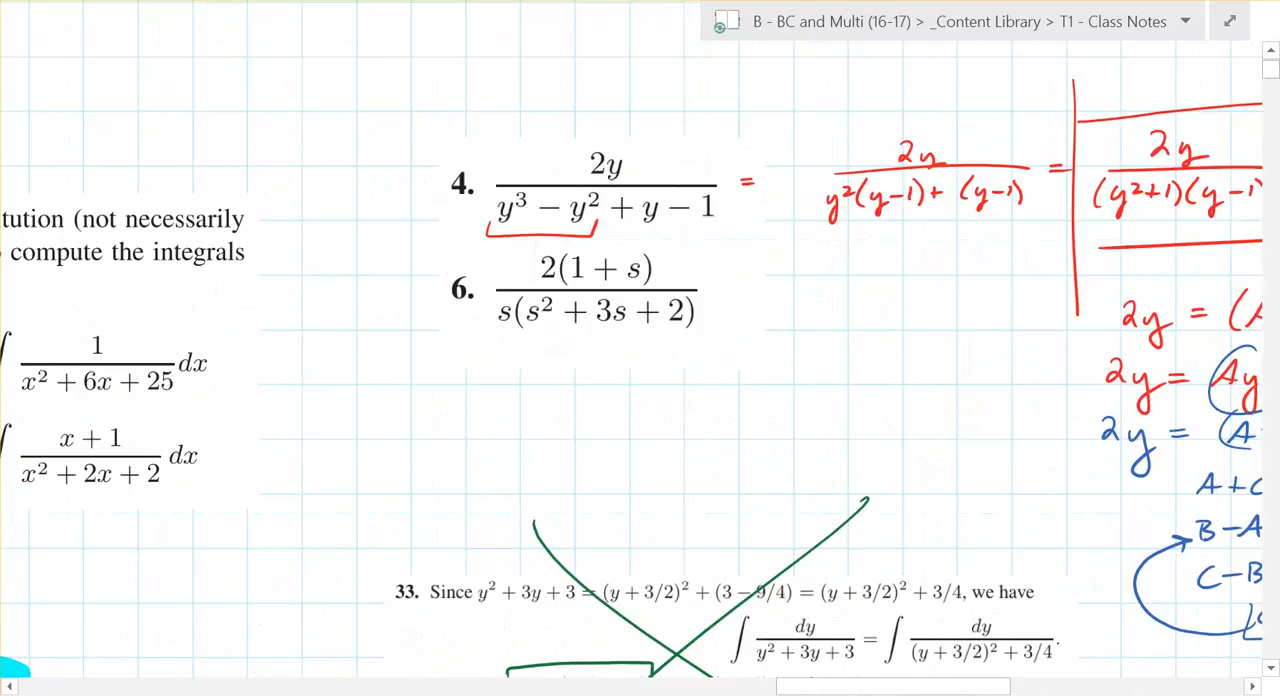 B - BC and Multi (16-17) > _Content Library > T1 - Class Notes
4. 2y / (y³ − y² + y − 1) = 2y / (y²(y−1) + (y−1)) = 2y / ((y²+1)(y−1
6. 2(1 + s) / (s(s² + 3s + 2))
tution (not necessarily
compute the integrals
1 / (x² + 6x + 25) dx
x + 1 / (x² + 2x + 2) dx
2y = (A
2y = Ay
2y = (A
A + C
B − A
C − B
33. Since y² + 3y + 3 = (y + 3/2)² + (3 − 9/4) = (y + 3/2)² + 3/4, we have
∫ dy / (y² + 3y + 3) = ∫ dy / ((y + 3/2)² + 3/4).